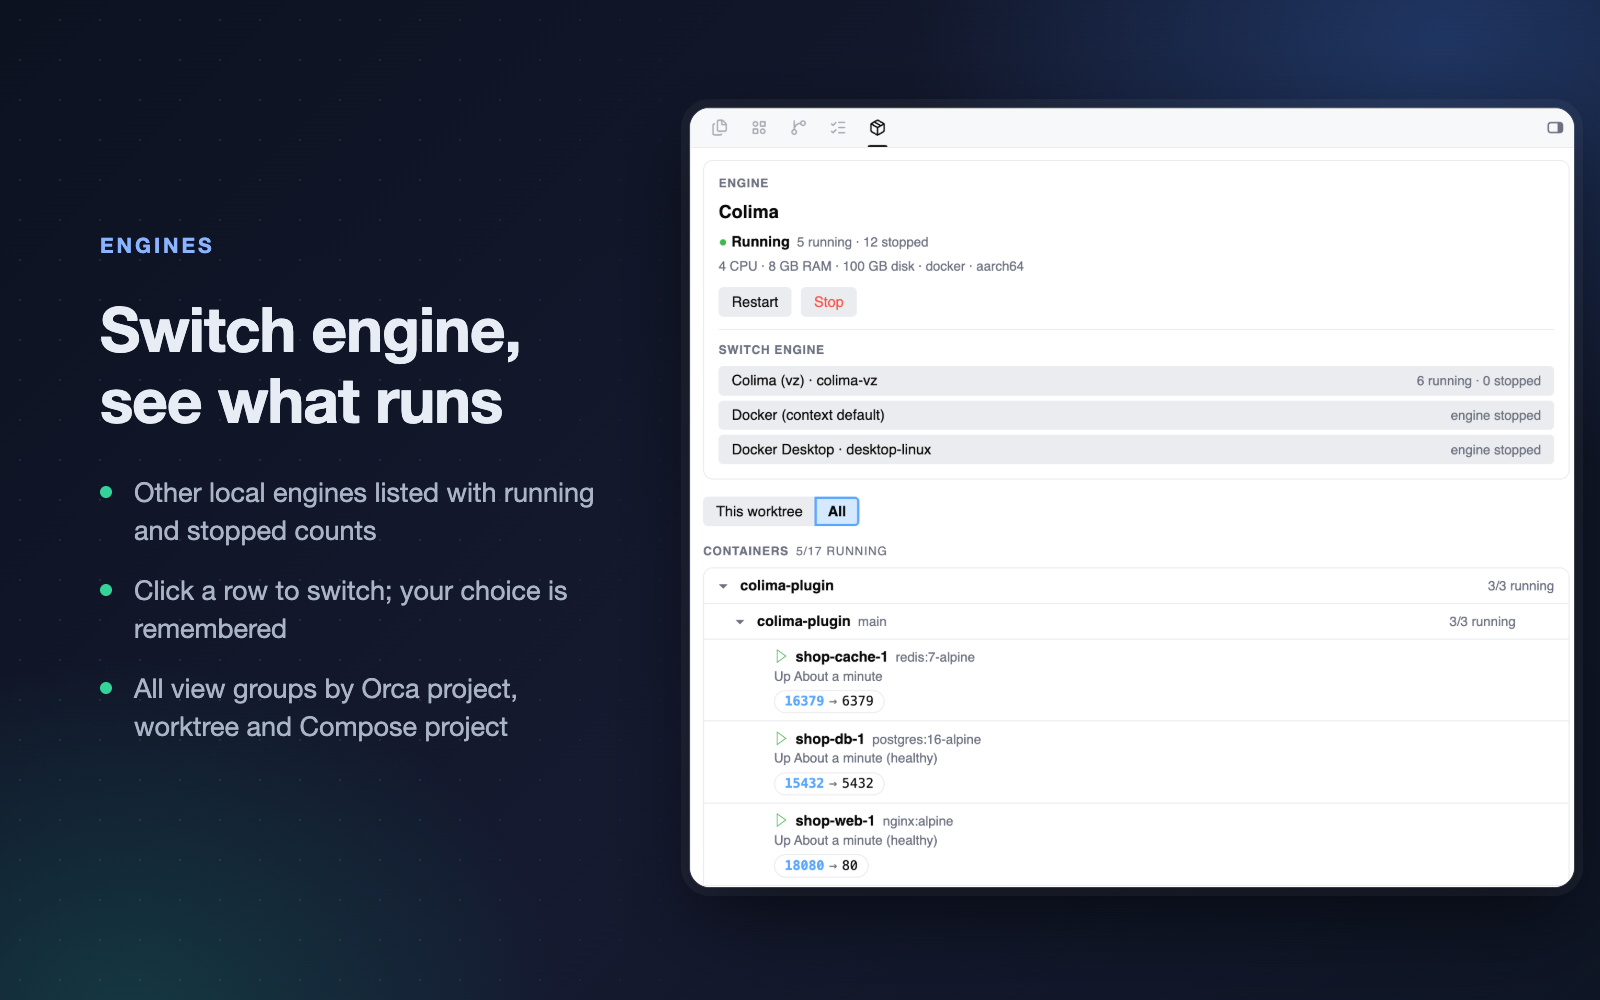 ENGINES
Switch engine,
see what runs
Other local engines listed with running
and stopped counts
Click a row to switch; your choice is
remembered
All view groups by Orca project,
worktree and Compose project
ENGINE
Colima
Running 5 running · 12 stopped
4 CPU · 8 GB RAM · 100 GB disk · docker · aarch64
Restart Stop
SWITCH ENGINE
Colima (vz) · colima-vz 6 running · 0 stopped
Docker (context default) engine stopped
Docker Desktop · desktop-linux engine stopped
This worktree All
CONTAINERS 5/17 RUNNING
colima-plugin 3/3 running
colima-plugin main 3/3 running
shop-cache-1 redis:7-alpine
Up About a minute
16379 → 6379
shop-db-1 postgres:16-alpine
Up About a minute (healthy)
15432 → 5432
shop-web-1 nginx:alpine
Up About a minute (healthy)
18080 → 80